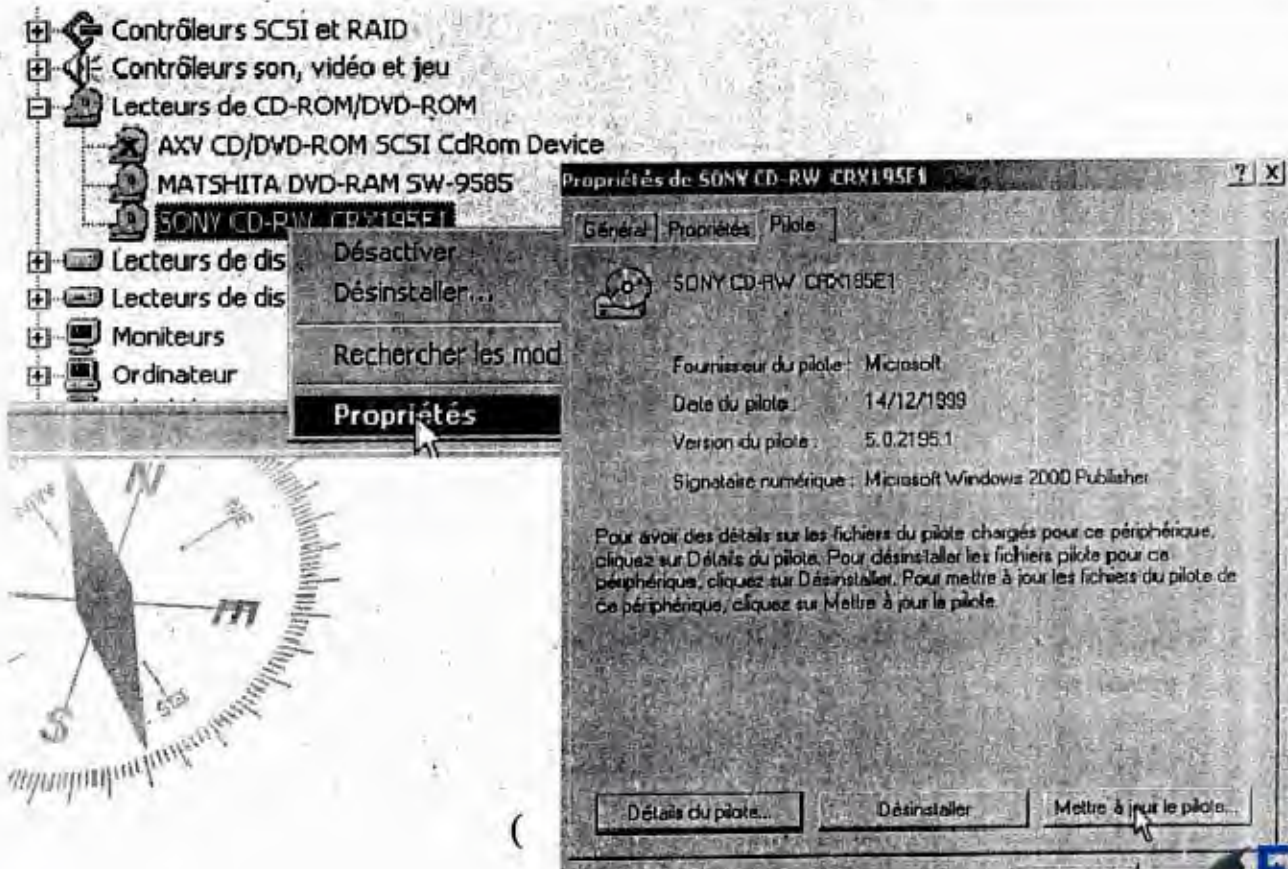 Contrôleurs SCSI et RAID
Contrôleurs son, vidéo et jeu
Lecteurs de CD-ROM/DVD-ROM
AXV CD/DVD-ROM SCSI CdRom Device
MATSHITA DVD-RAM SW-9585
SONY CD-RW CRX195E1
Lecteurs de dis
Lecteurs de dis
Moniteurs
Ordinateur
Désactiver
Désinstaller...
Rechercher les mod
Propriétés
N
E
S
Propriétés de SONY CD-RW CRX195E1
? X
Général Propriétés Pilote
SONY CD-RW CRX195E1
Fournisseur du pilote : Microsoft
Date du pilote : 14/12/1999
Version du pilote : 5.0.2195.1
Signataire numérique : Microsoft Windows 2000 Publisher
Pour avoir des détails sur les fichiers du pilote chargés pour ce périphérique,
cliquez sur Détails du pilote. Pour désinstaller les fichiers pilote pour ce
périphérique, cliquez sur Désinstaller. Pour mettre à jour les fichiers du pilote de
ce périphérique, cliquez sur Mettre à jour le pilote.
Détails du pilote...
Désinstaller
Mettre à jour le pilote...
(